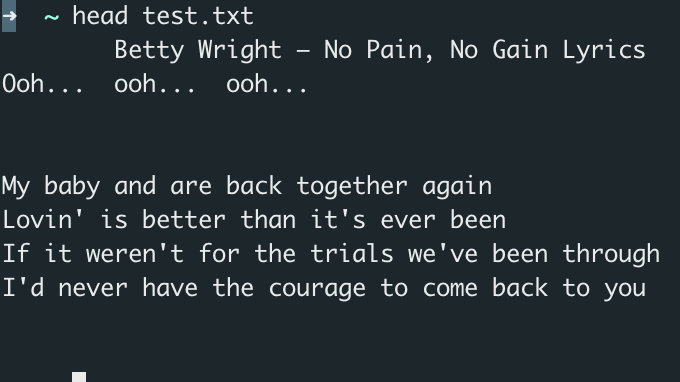 ➜  ~ head test.txt
        Betty Wright – No Pain, No Gain Lyrics
Ooh...  ooh...  ooh...
My baby and are back together again
Lovin' is better than it's ever been
If it weren't for the trials we've been through
I'd never have the courage to come back to you